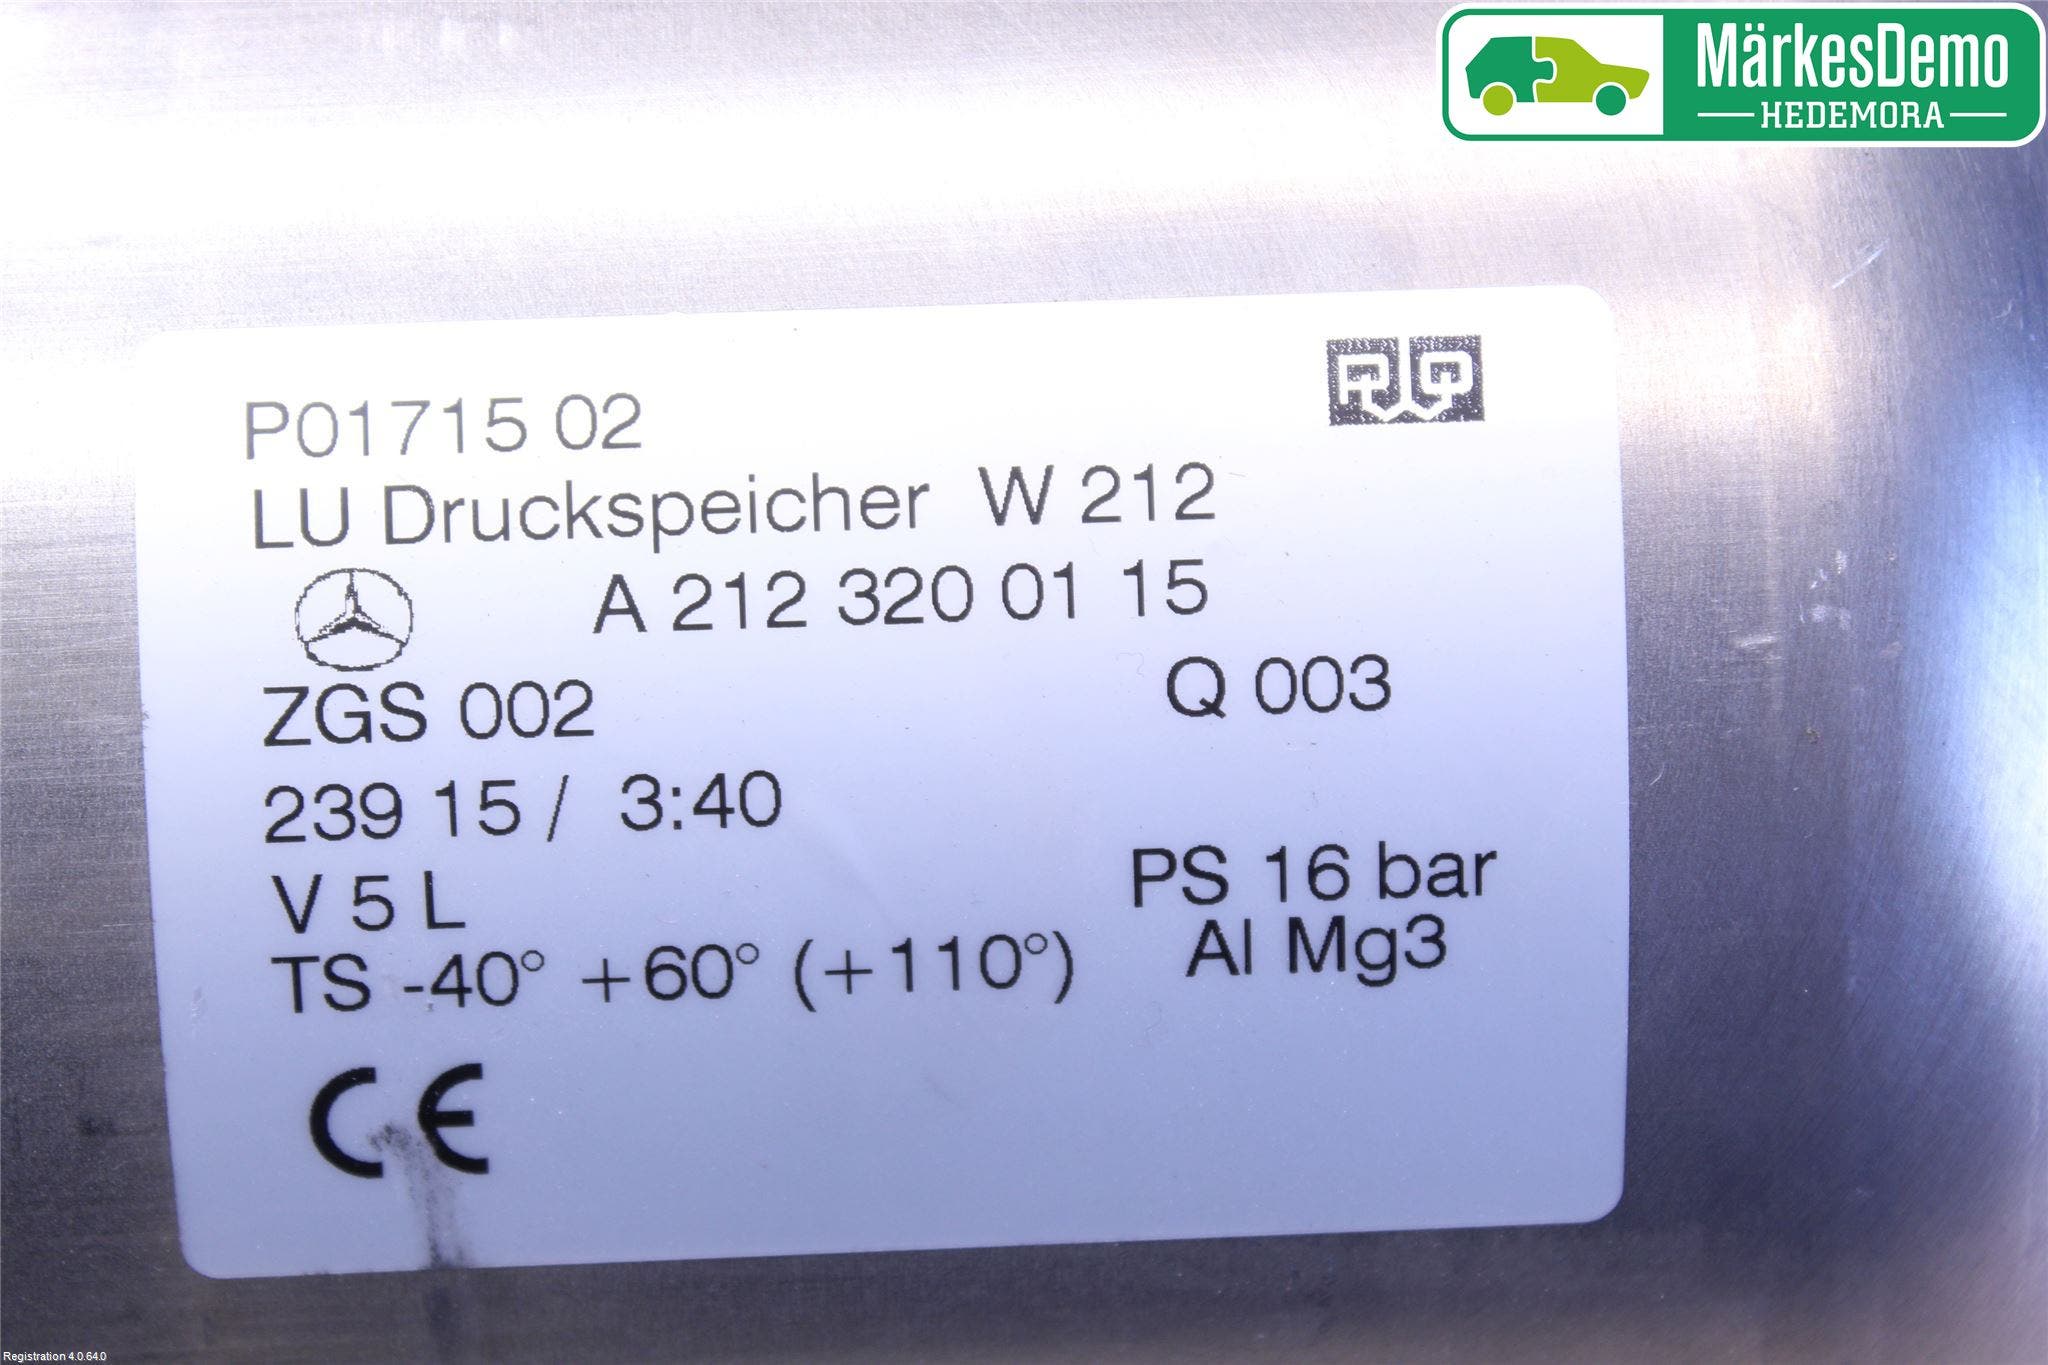 MärkesDemo
HEDEMORA
P01715 02
LU Druckspeicher W 212
A 212 320 01 15
ZGS 002 Q 003
239 15 / 3:40
V 5 L PS 16 bar
TS -40° +60° (+110°) Al Mg3
CE
Registration 4.0.64.0